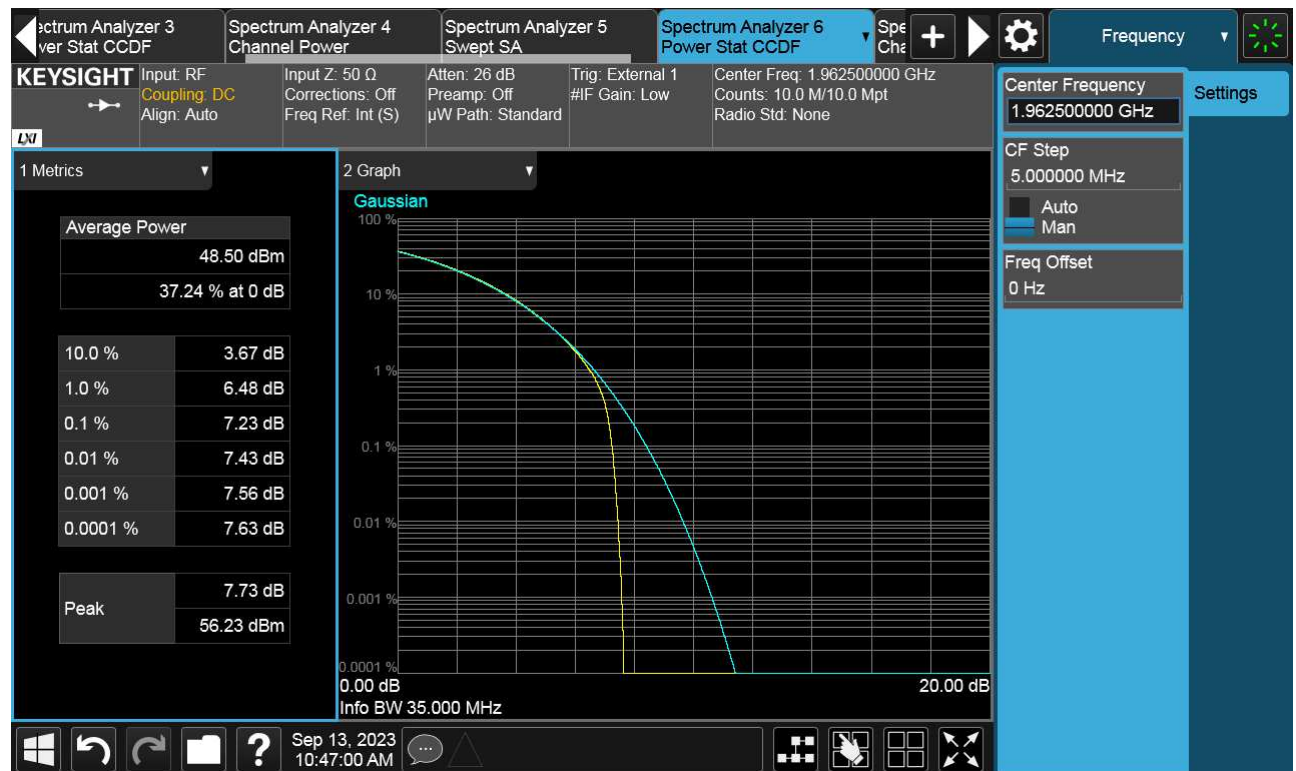 ectrum Analyzer 3
wer Stat CCDF
Spectrum Analyzer 4
Channel Power
Spectrum Analyzer 5
Swept SA
Spectrum Analyzer 6
Power Stat CCDF
Spe
Cha
Frequency
KEYSIGHT
LXI
Input: RF
Coupling: DC
Align: Auto
Input Z: 50 Ω
Corrections: Off
Freq Ref: Int (S)
Atten: 26 dB
Preamp: Off
µW Path: Standard
Trig: External 1
#IF Gain: Low
Center Freq: 1.962500000 GHz
Counts: 10.0 M/10.0 Mpt
Radio Std: None
Center Frequency
1.962500000 GHz
Settings
CF Step
5.000000 MHz
Auto
Man
Freq Offset
0 Hz
1 Metrics
Average Power
48.50 dBm
37.24 % at 0 dB
10.0 % 3.67 dB
1.0 % 6.48 dB
0.1 % 7.23 dB
0.01 % 7.43 dB
0.001 % 7.56 dB
0.0001 % 7.63 dB
Peak
7.73 dB
56.23 dBm
2 Graph
Gaussian
100 %
10 %
1 %
0.1 %
0.01 %
0.001 %
0.0001 %
0.00 dB 20.00 dB
Info BW 35.000 MHz
?
Sep 13, 2023
10:47:00 AM